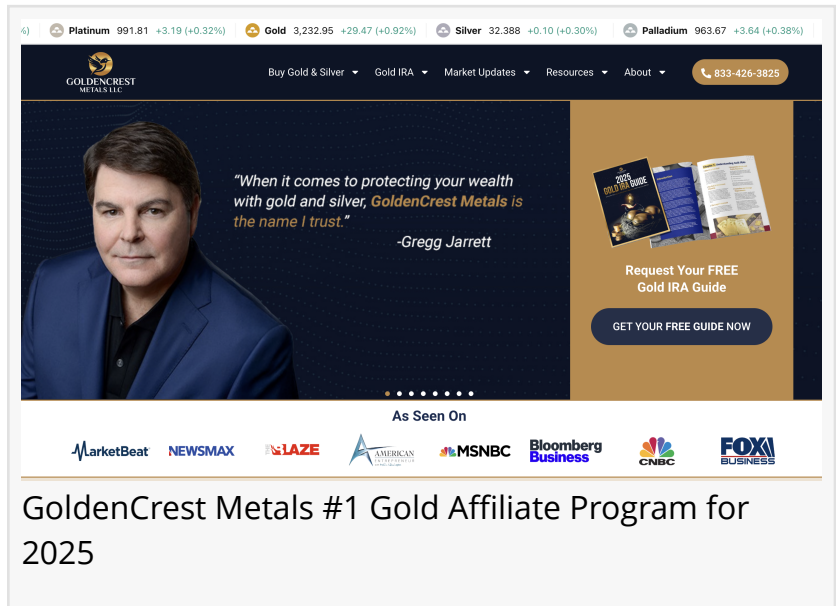 %) Platinum 991.81 +3.19 (+0.32%) Gold 3,232.95 +29.47 (+0.92%) Silver 32.388 +0.10 (+0.30%) Palladium 963.67 +3.64 (+0.38%)
GOLDENCREST
METALS LLC
Buy Gold & Silver Gold IRA Market Updates Resources About 833-426-3825
“When it comes to protecting your wealth
with gold and silver, GoldenCrest Metals is
the name I trust.”
-Gregg Jarrett
2025
GOLD IRA GUIDE
Request Your FREE
Gold IRA Guide
GET YOUR FREE GUIDE NOW
As Seen On
MarketBeat NEWSMAX THE BLAZE AMERICAN MSNBC Bloomberg Business CNBC FOX BUSINESS
GoldenCrest Metals #1 Gold Affiliate Program for
2025